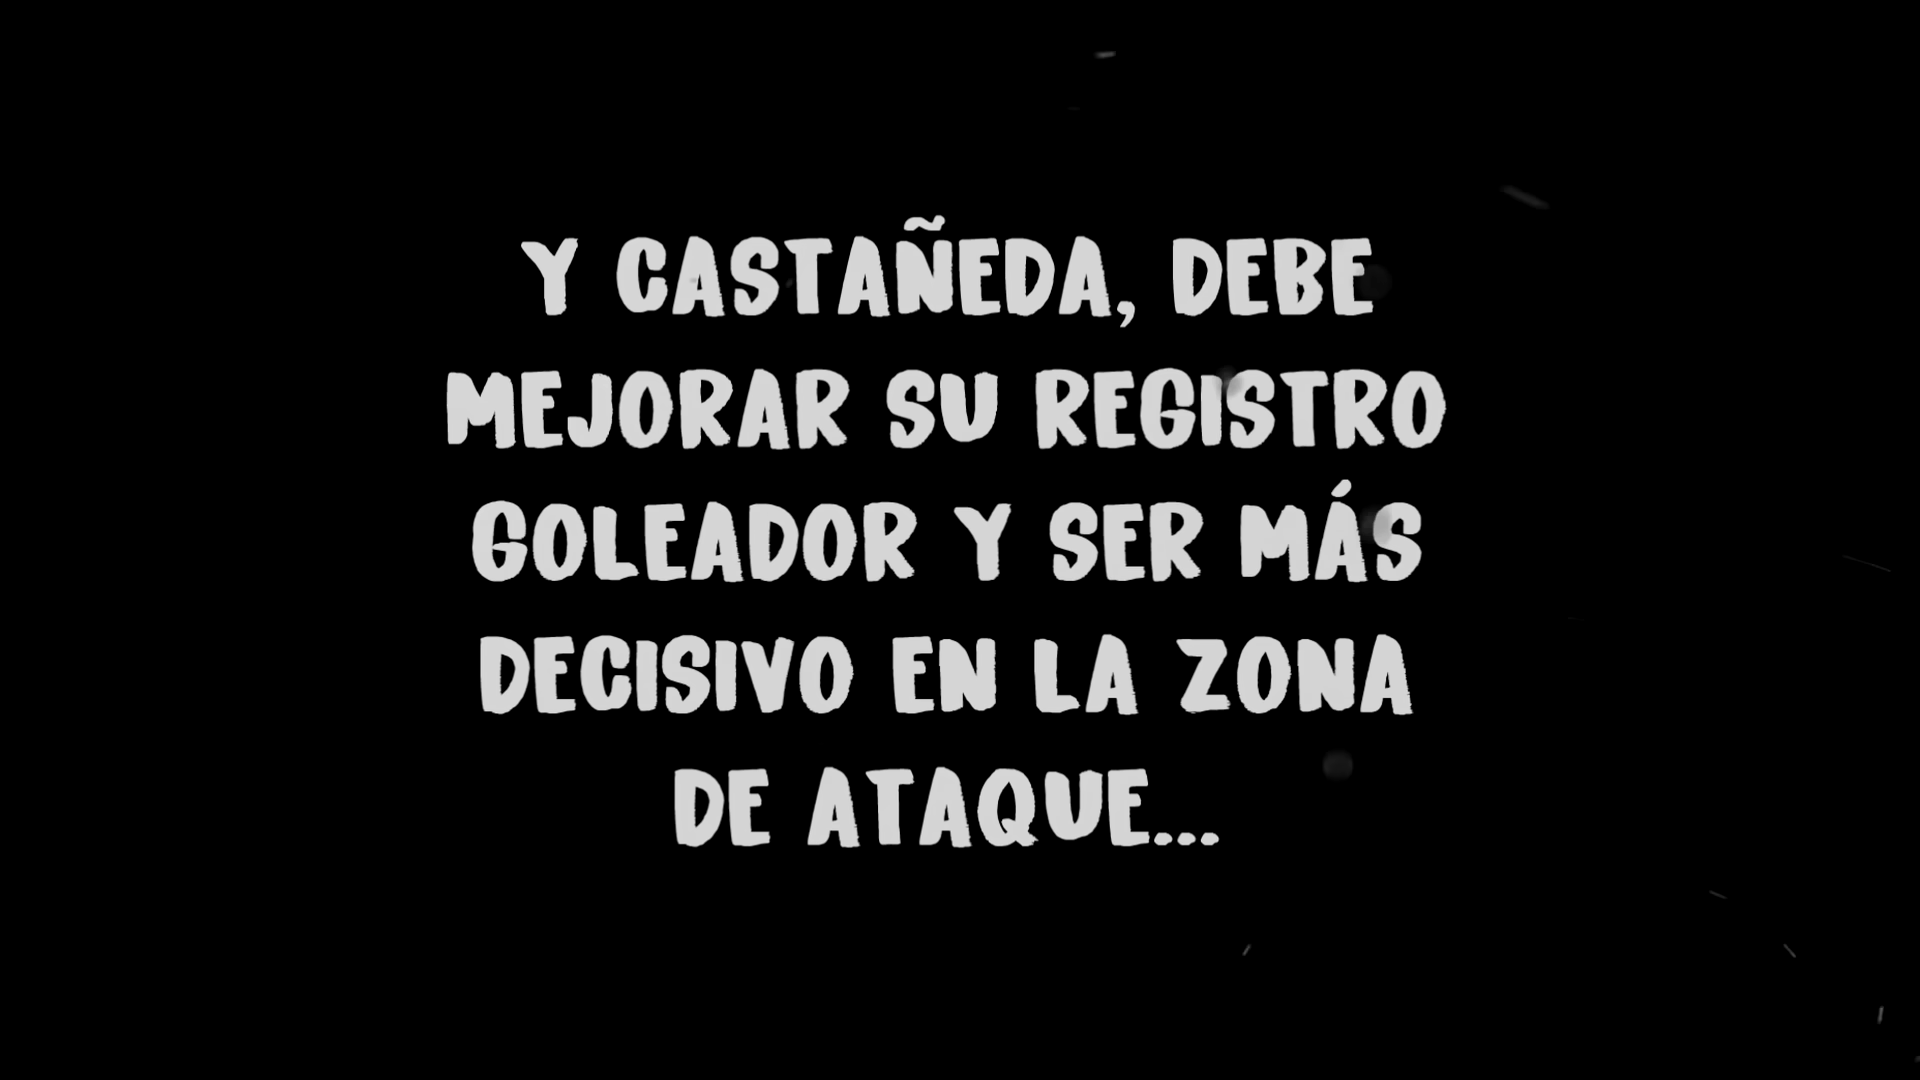 Y CASTAÑEDA, DEBE
MEJORAR SU REGISTRO
GOLEADOR Y SER MÁS
DECISIVO EN LA ZONA
DE ATAQUE...